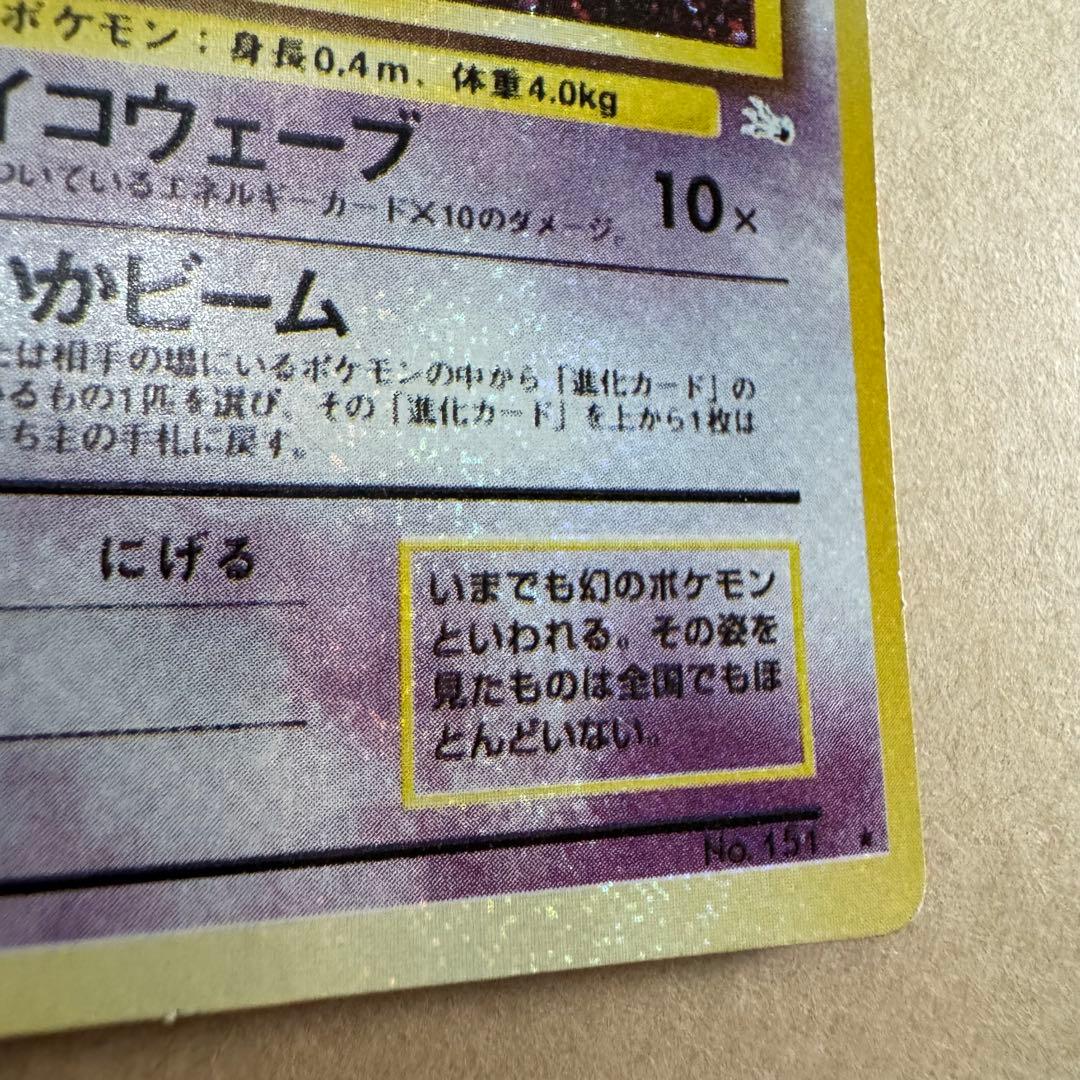 ポケモン：身長0.4m、体重4.0kg
イコウェーブ
ついているエネルギーカード×10のダメージ。 10×
いかビーム
は相手の場にいるポケモンの中から「進化カード」の
るもの1匹を選び、その「進化カード」を上から1枚は
ち主の手札に戻す。
にげる
いまでも幻のポケモン
といわれる。その姿を
見たものは全国でもほ
とんどいない。
No. 151 ★